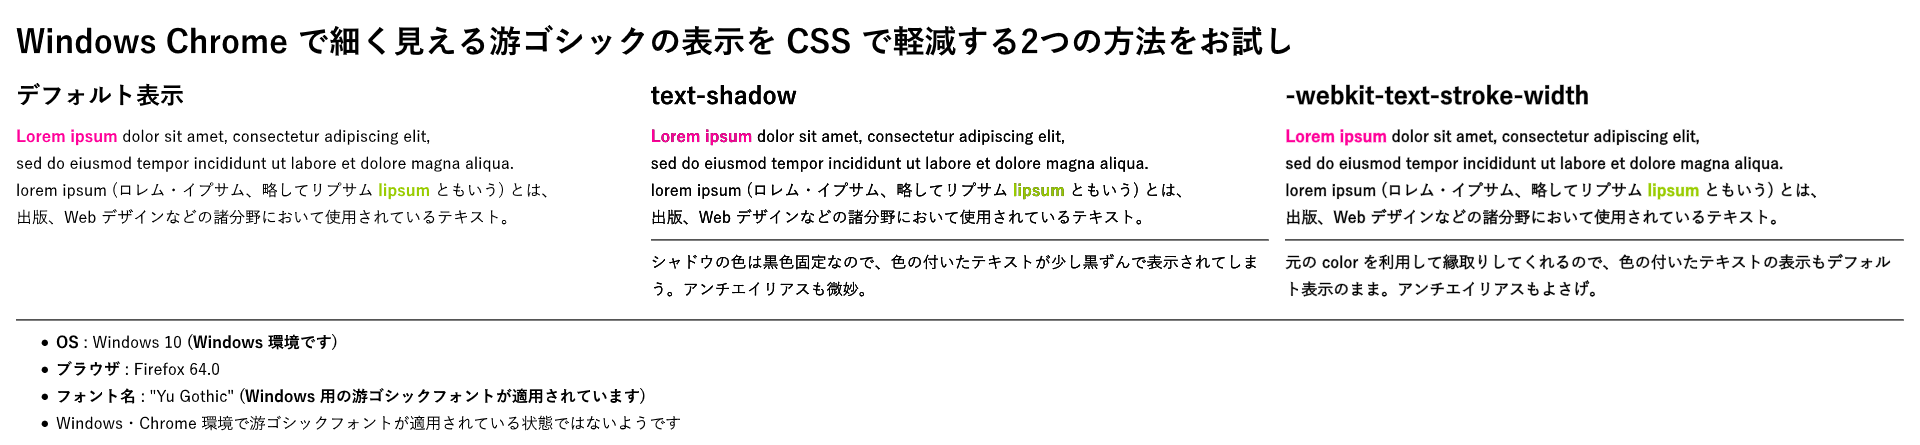 Windows Chrome で細く見える游ゴシックの表示を CSS で軽減する2つの方法をお試し
デフォルト表示
Lorem ipsum dolor sit amet, consectetur adipiscing elit,
sed do eiusmod tempor incididunt ut labore et dolore magna aliqua.
lorem ipsum (ロレム・イプサム、略してリプサム lipsum ともいう) とは、
出版、Web デザインなどの諸分野において使用されているテキスト。
text-shadow
Lorem ipsum dolor sit amet, consectetur adipiscing elit,
sed do eiusmod tempor incididunt ut labore et dolore magna aliqua.
lorem ipsum (ロレム・イプサム、略してリプサム lipsum ともいう) とは、
出版、Web デザインなどの諸分野において使用されているテキスト。
シャドウの色は黒色固定なので、色の付いたテキストが少し黒ずんで表示されてしま
う。アンチエイリアスも微妙。
-webkit-text-stroke-width
Lorem ipsum dolor sit amet, consectetur adipiscing elit,
sed do eiusmod tempor incididunt ut labore et dolore magna aliqua.
lorem ipsum (ロレム・イプサム、略してリプサム lipsum ともいう) とは、
出版、Web デザインなどの諸分野において使用されているテキスト。
元の color を利用して縁取りしてくれるので、色の付いたテキストの表示もデフォル
ト表示のまま。アンチエイリアスもよさげ。
• OS : Windows 10 (Windows 環境です)
• ブラウザ : Firefox 64.0
• フォント名 : "Yu Gothic" (Windows 用の游ゴシックフォントが適用されています)
• Windows・Chrome 環境で游ゴシックフォントが適用されている状態ではないようです